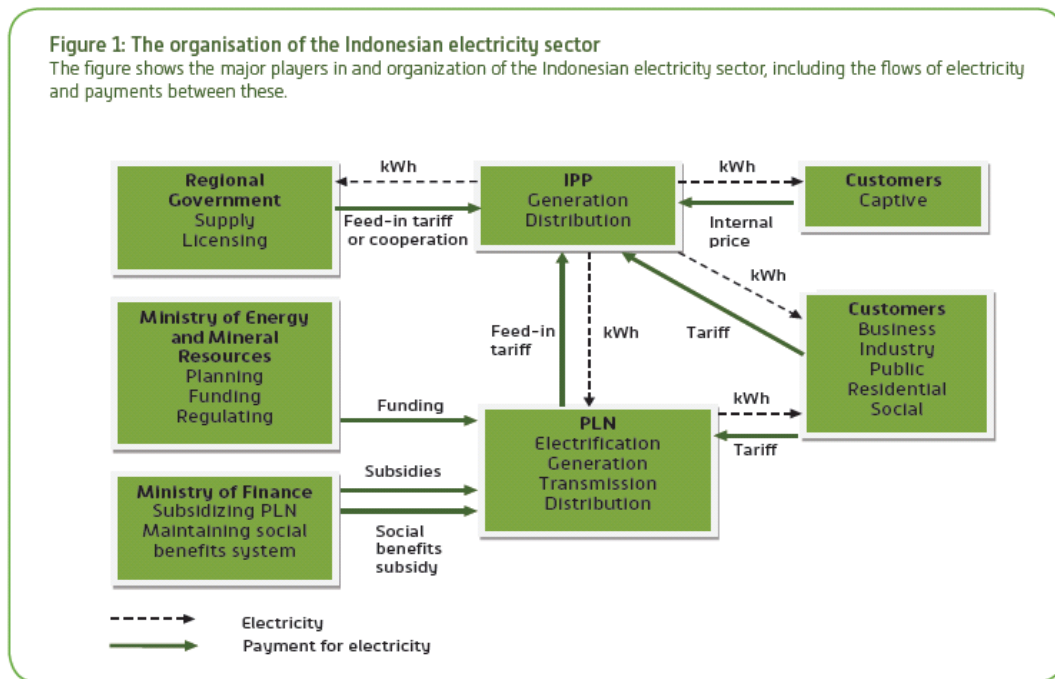 Figure 1: The organisation of the Indonesian electricity sector
The figure shows the major players in and organization of the Indonesian electricity sector, including the flows of electricity
and payments between these.
Regional
Government
Supply
Licensing
kWh
Feed-in tariff
or cooperation
IPP
Generation
Distribution
kWh
Internal
price
Customers
Captive
Ministry of Energy
and Mineral
Resources
Planning
Funding
Regulating
Feed-in
tariff
kWh
Tariff
kWh
Customers
Business
Industry
Public
Residential
Social
Funding
kWh
Tariff
PLN
Electrification
Generation
Transmission
Distribution
Ministry of Finance
Subsidizing PLN
Maintaining social
benefits system
Subsidies
Social
benefits
subsidy
Electricity
Payment for electricity